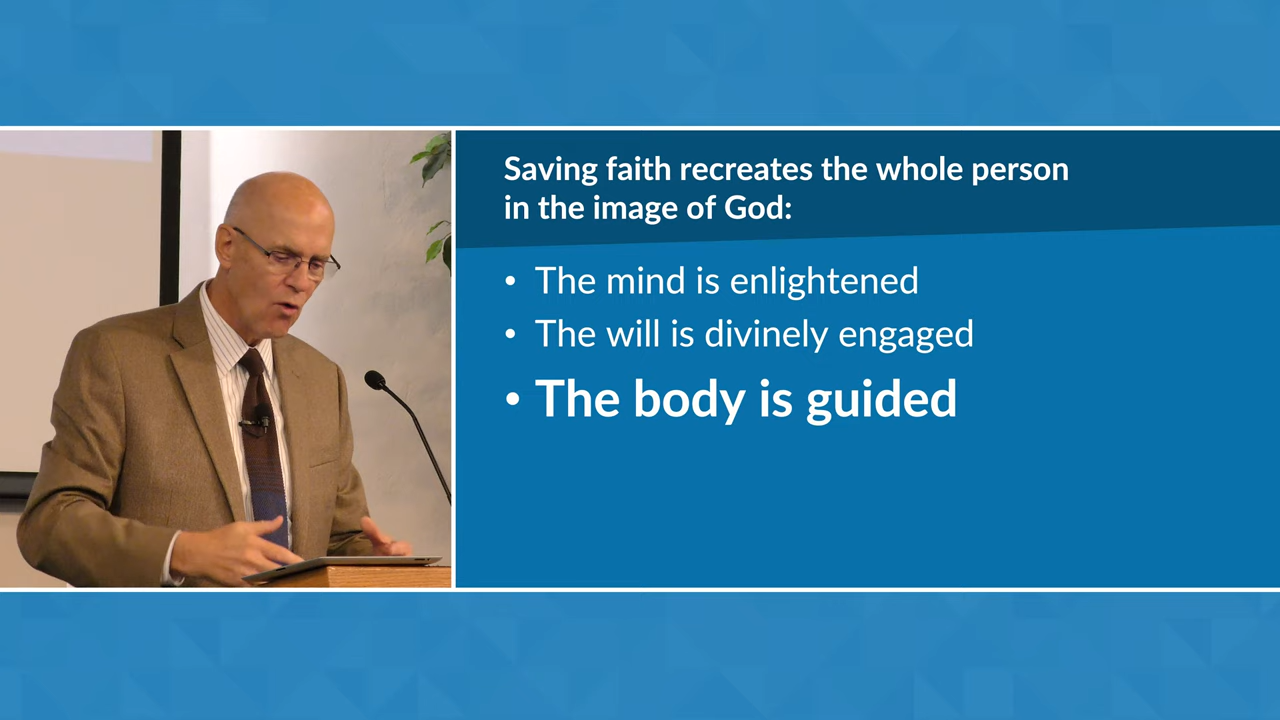 Saving faith recreates the whole person
in the image of God:
• The mind is enlightened
• The will is divinely engaged
• The body is guided